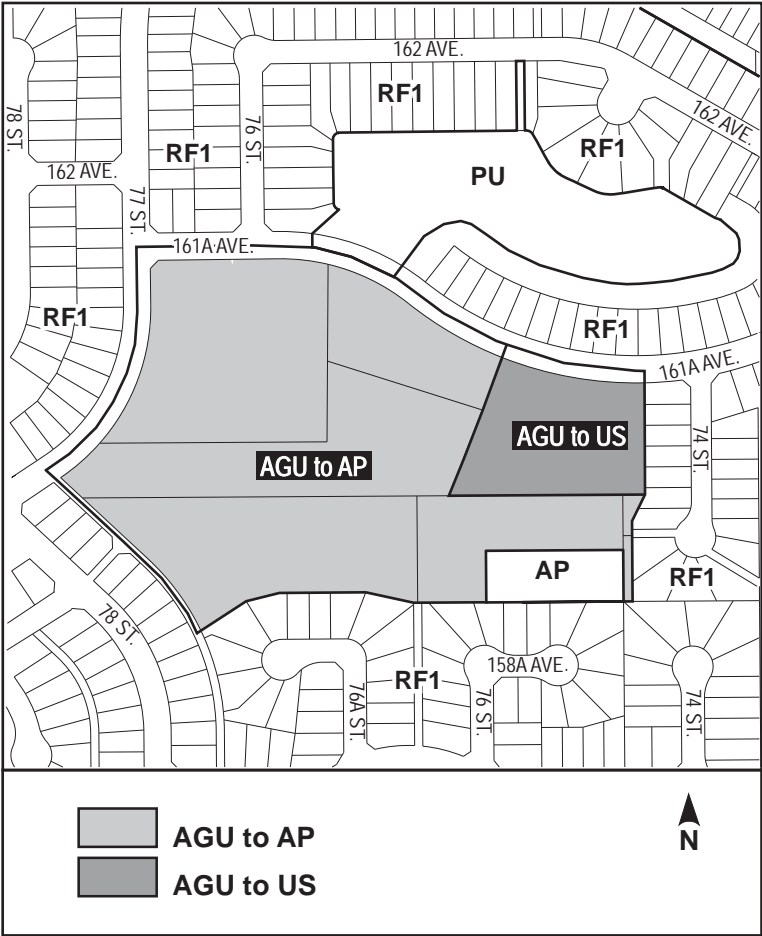 162 AVE.
RF1
78 ST.
76 ST.
162 AVE.
RF1
RF1
162 AVE.
PU
77 ST.
161A AVE.
RF1
RF1
161A AVE.
AGU to US
74 ST.
AGU to AP
AP
RF1
78 ST.
158A AVE.
RF1
76A ST.
76 ST.
74 ST.
AGU to AP
N
AGU to US